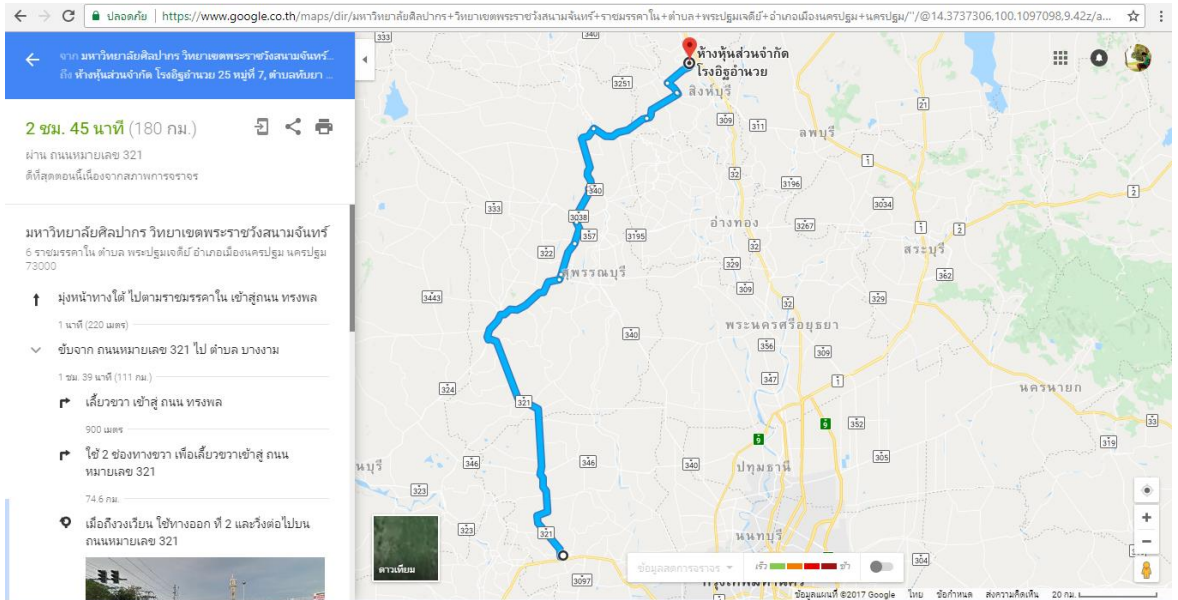 ปลอดภัย | https://www.google.co.th/maps/dir/มหาวิทยาลัยศิลปากร+วิทยาเขตพระราชวังสนามจันทร์+ราชมรรคาใน+ตำบล+พระปฐมเจดีย์+อำเภอเมืองนครปฐม+นครปฐม/''/@14.3737306,100.1097098,9.42z/a...
จาก มหาวิทยาลัยศิลปากร วิทยาเขตพระราชวังสนามจันทร์...
ถึง ห้างหุ้นส่วนจำกัด โรงอิฐอำนวย 25 หมู่ที่ 7, ตำบลทับยา ...
2 ชม. 45 นาที (180 กม.)
ผ่าน ถนนหมายเลข 321
ดีที่สุดตอนนี้เนื่องจากสภาพการจราจร
มหาวิทยาลัยศิลปากร วิทยาเขตพระราชวังสนามจันทร์
6 ราชมรรคาใน ตำบล พระปฐมเจดีย์ อำเภอเมืองนครปฐม นครปฐม
73000
มุ่งหน้าทางใต้ ไปตามราชมรรคาใน เข้าสู่ถนน ทรงพล
1 นาที (220 เมตร)
ขับจาก ถนนหมายเลข 321 ไป ตำบล บางงาม
1 ชม. 39 นาที (111 กม.)
เลี้ยวขวา เข้าสู่ ถนน ทรงพล
900 เมตร
ใช้ 2 ช่องทางขวา เพื่อเลี้ยวขวาเข้าสู่ ถนน
หมายเลข 321
74.6 กม.
เมื่อถึงวงเวียน ใช้ทางออก ที่ 2 และวิ่งต่อไปบน
ถนนหมายเลข 321
333
340
ห้างหุ้นส่วนจำกัด
โรงอิฐอำนวย
3251
สิงห์บุรี
21
309
311
ลพบุรี
1
32
3196
2
340
333
3034
3038
อ่างทอง
3267
1
2
357
3195
322
32
สระบุรี
329
362
สุพรรณบุรี
3443
309
32
329
พระนครศรีอยุธยา
340
356
309
347
1
นครนายก
324
321
33
9
352
319
9
346
346
340
ปทุมธานี
305
นบุรี
323
323
321
นนทบุรี
304
3097
ดาวเทียม
ข้อมูลสดการจราจร
เร็ว
ช้า
กรุงเทพมหานคร
1
ข้อมูลแผนที่ ©2017 Google
ไทย
ข้อกำหนด
ส่งความคิดเห็น
20 กม.